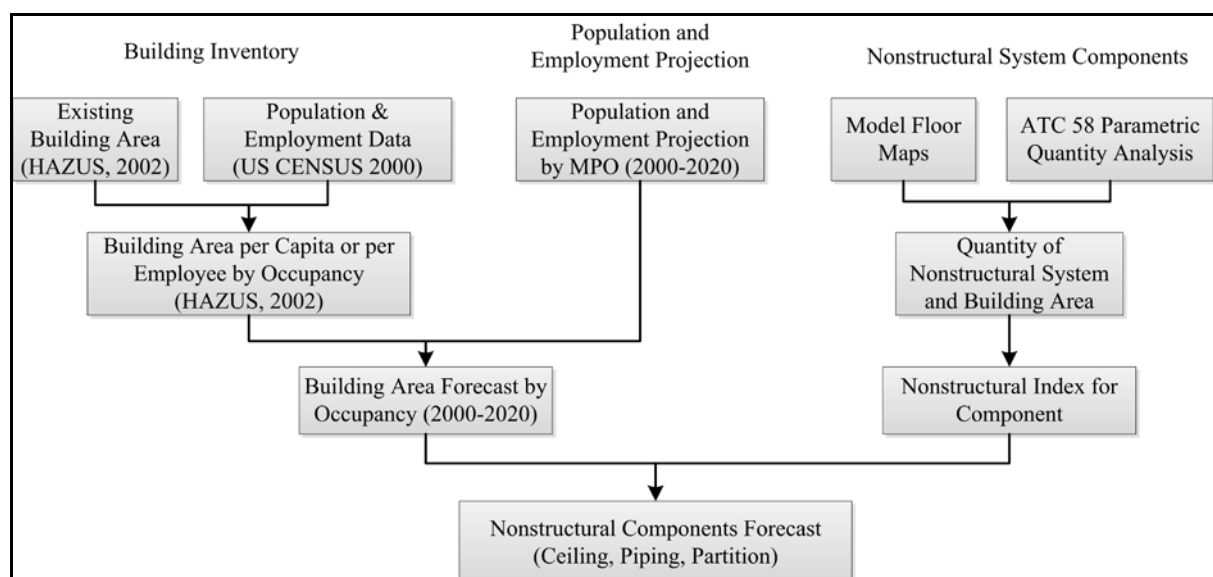 Building Inventory
Population and
Employment Projection
Nonstructural System Components
Existing
Building Area
(HAZUS, 2002)
Population &
Employment Data
(US CENSUS 2000)
Population and
Employment Projection
by MPO (2000-2020)
Model Floor
Maps
ATC 58 Parametric
Quantity Analysis
Building Area per Capita or per
Employee by Occupancy
(HAZUS, 2002)
Quantity of
Nonstructural System
and Building Area
Building Area Forecast by
Occupancy (2000-2020)
Nonstructural Index for
Component
Nonstructural Components Forecast
(Ceiling, Piping, Partition)